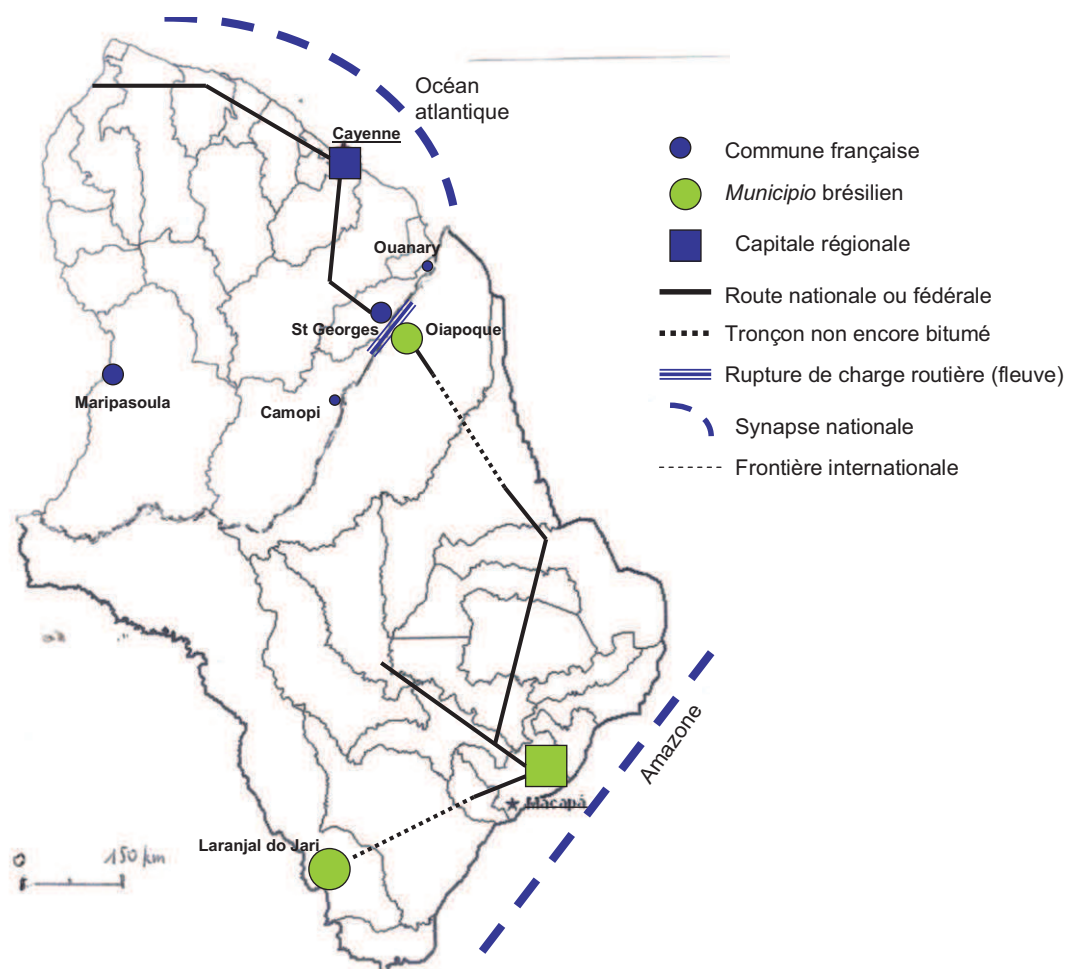 Océan
atlantique
Cayenne
Ouanary
St Georges
Oiapoque
Maripasoula
Camopi
Amazone
Macapá
Laranjal do Jari
0
150 km
Commune française
Municipio brésilien
Capitale régionale
Route nationale ou fédérale
Tronçon non encore bitumé
Rupture de charge routière (fleuve)
Synapse nationale
Frontière internationale